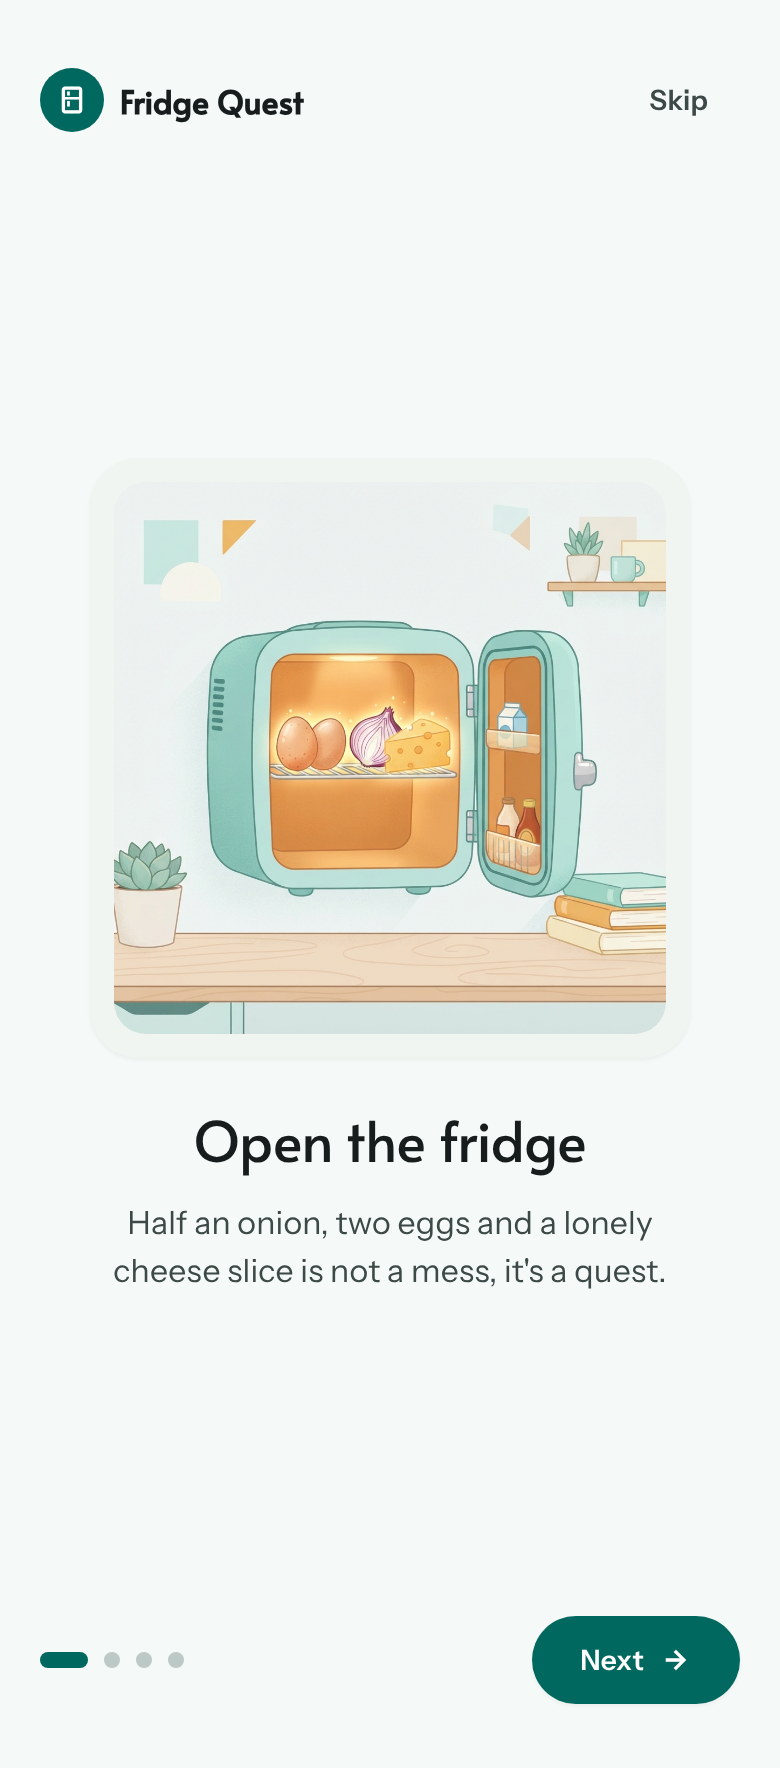 Fridge Quest
Skip
Open the fridge
Half an onion, two eggs and a lonely
cheese slice is not a mess, it's a quest.
Next